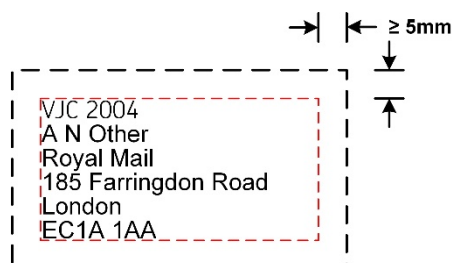 ≥ 5mm
VJC 2004
A N Other
Royal Mail
185 Farringdon Road
London
EC1A 1AA